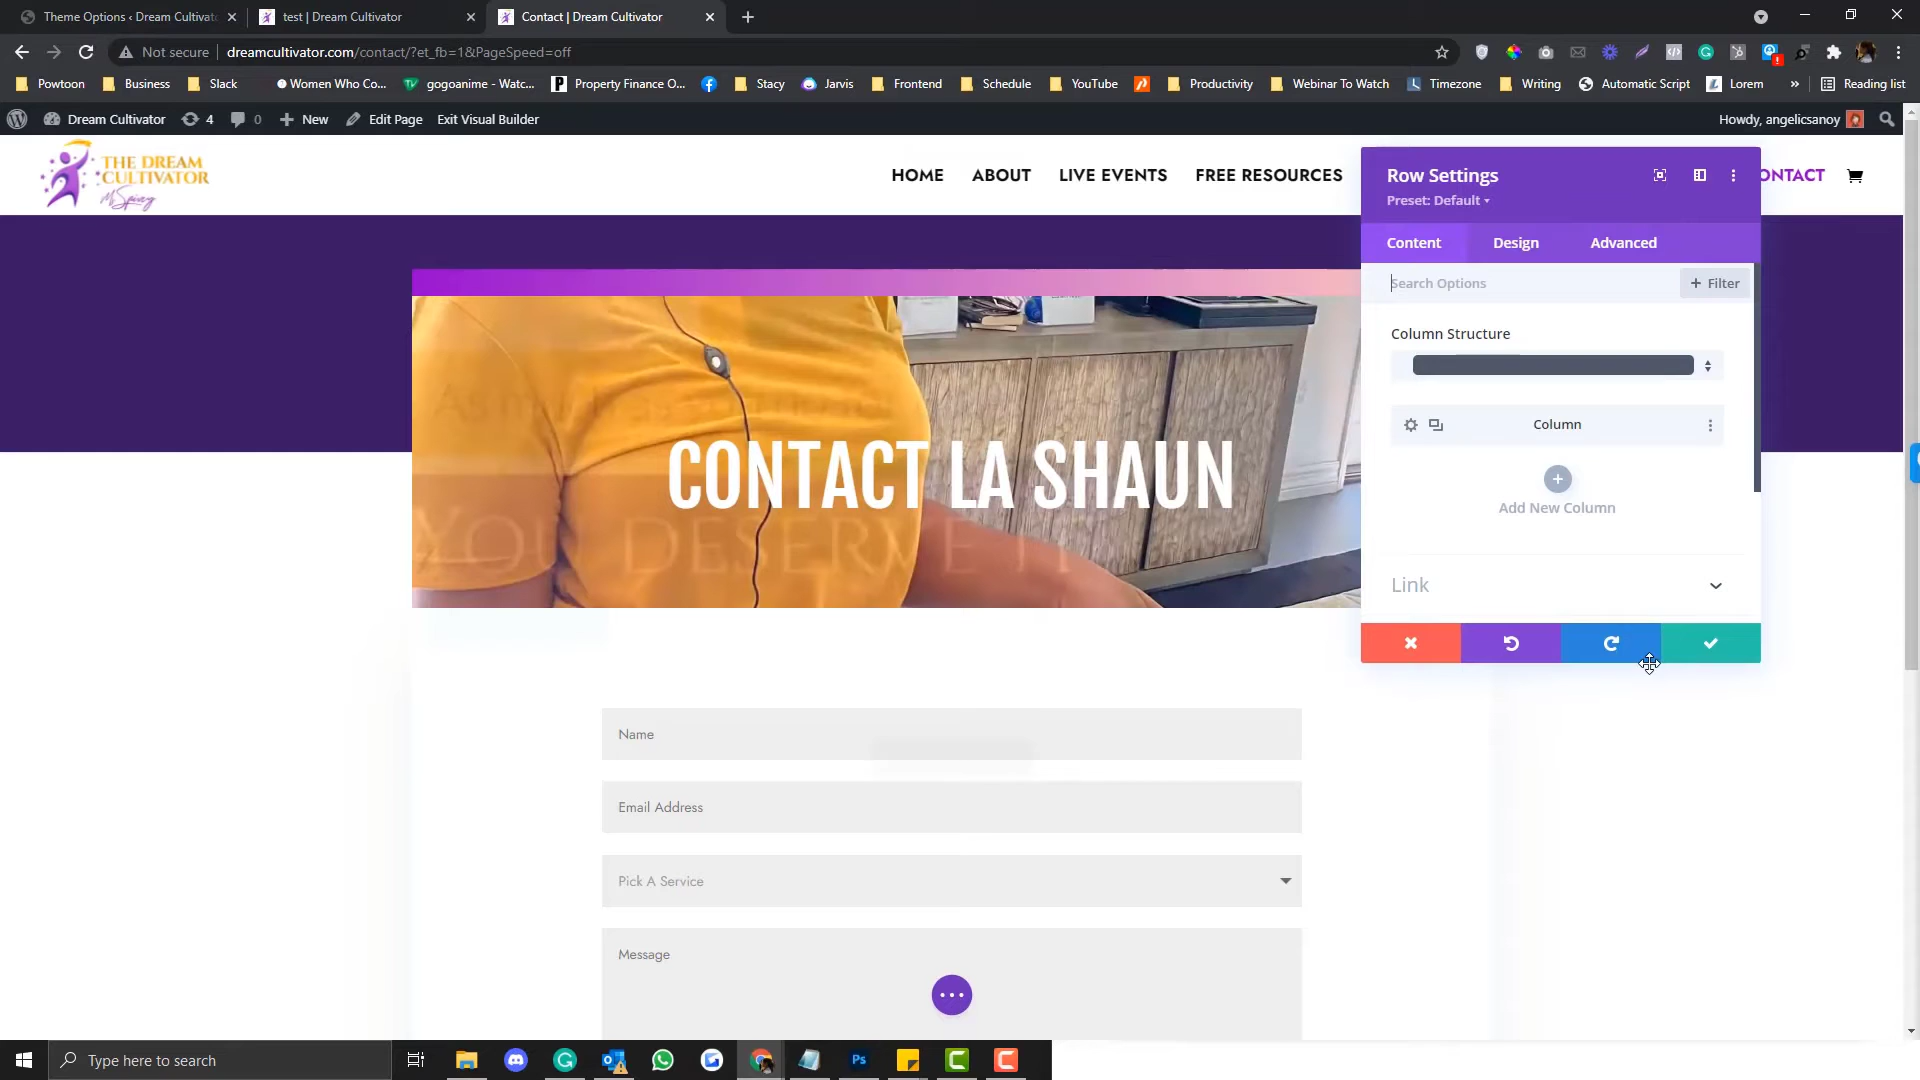 Theme Options ‹ Dream Cultivato
test | Dream Cultivator
Contact | Dream Cultivator
Not secure
dreamcultivator.com/contact/?et_fb=1&PageSpeed=off
Powtoon
Business
Slack
Women Who Co...
gogoanime - Watc...
Property Finance O...
Stacy
Jarvis
Frontend
Schedule
YouTube
Productivity
Webinar To Watch
Timezone
Writing
Automatic Script
Lorem
»
Reading list
Dream Cultivator
4
0
New
Edit Page
Exit Visual Builder
Howdy, angelicsanoy
THE DREAM
CULTIVATOR
HOME
ABOUT
LIVE EVENTS
FREE RESOURCES
ONTACT
Row Settings
Preset: Default
Content
Design
Advanced
Search Options
+ Filter
Column Structure
Column
Add New Column
Link
CONTACT LA SHAUN
YOU DESERVE IT
Name
Email Address
Pick A Service
Message
Type here to search